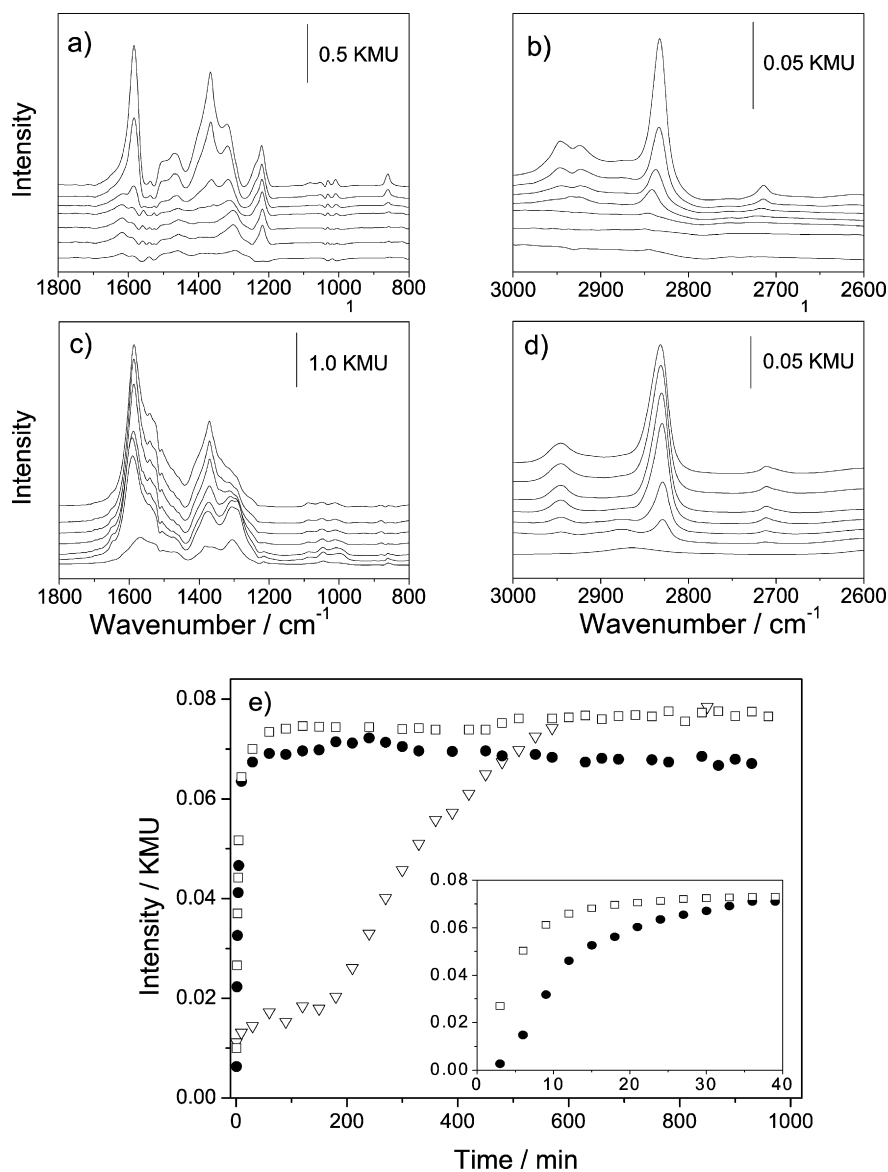 a)
0.5 KMU
b)
0.05 KMU
Intensity
1800 1600 1400 1200 1000 800
1
3000 2900 2800 2700 2600
1
c)
1.0 KMU
d)
0.05 KMU
Intensity
1800 1600 1400 1200 1000 800
3000 2900 2800 2700 2600
Wavenumber / cm-1
Wavenumber / cm-1
e)
0.08
0.06
0.04
0.02
0.00
Intensity / KMU
0.08
0.06
0.04
0.02
0.00
0 10 20 30 40
0 200 400 600 800 1000
Time / min